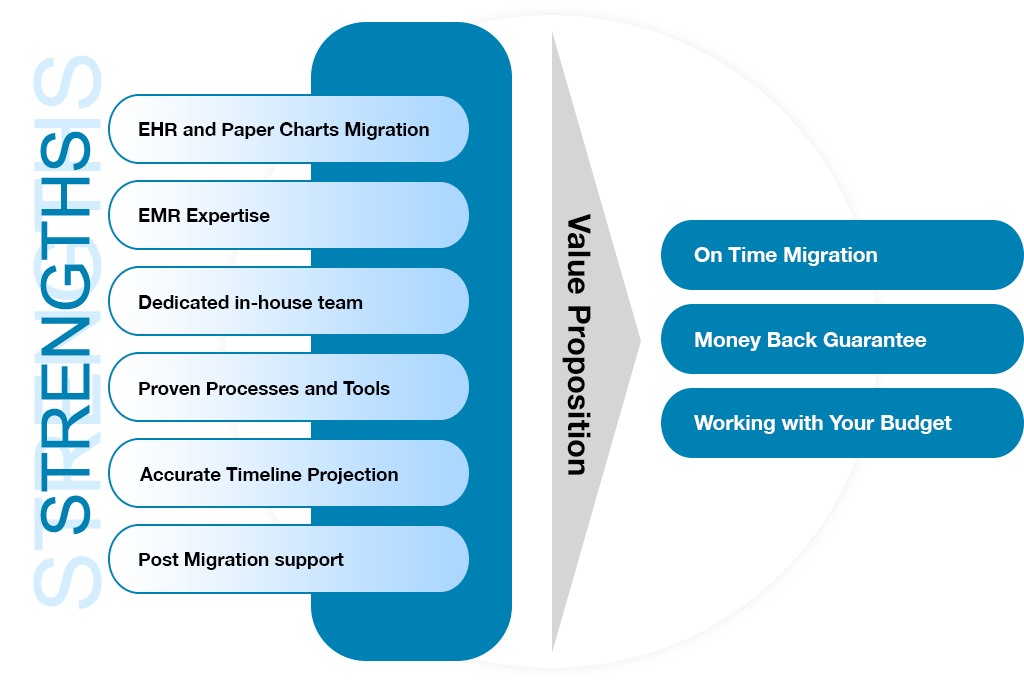 STRENGTHS
STRENGTHS
EHR and Paper Charts Migration
EMR Expertise
Dedicated in-house team
Proven Processes and Tools
Accurate Timeline Projection
Post Migration support
Value Proposition
On Time Migration
Money Back Guarantee
Working with Your Budget